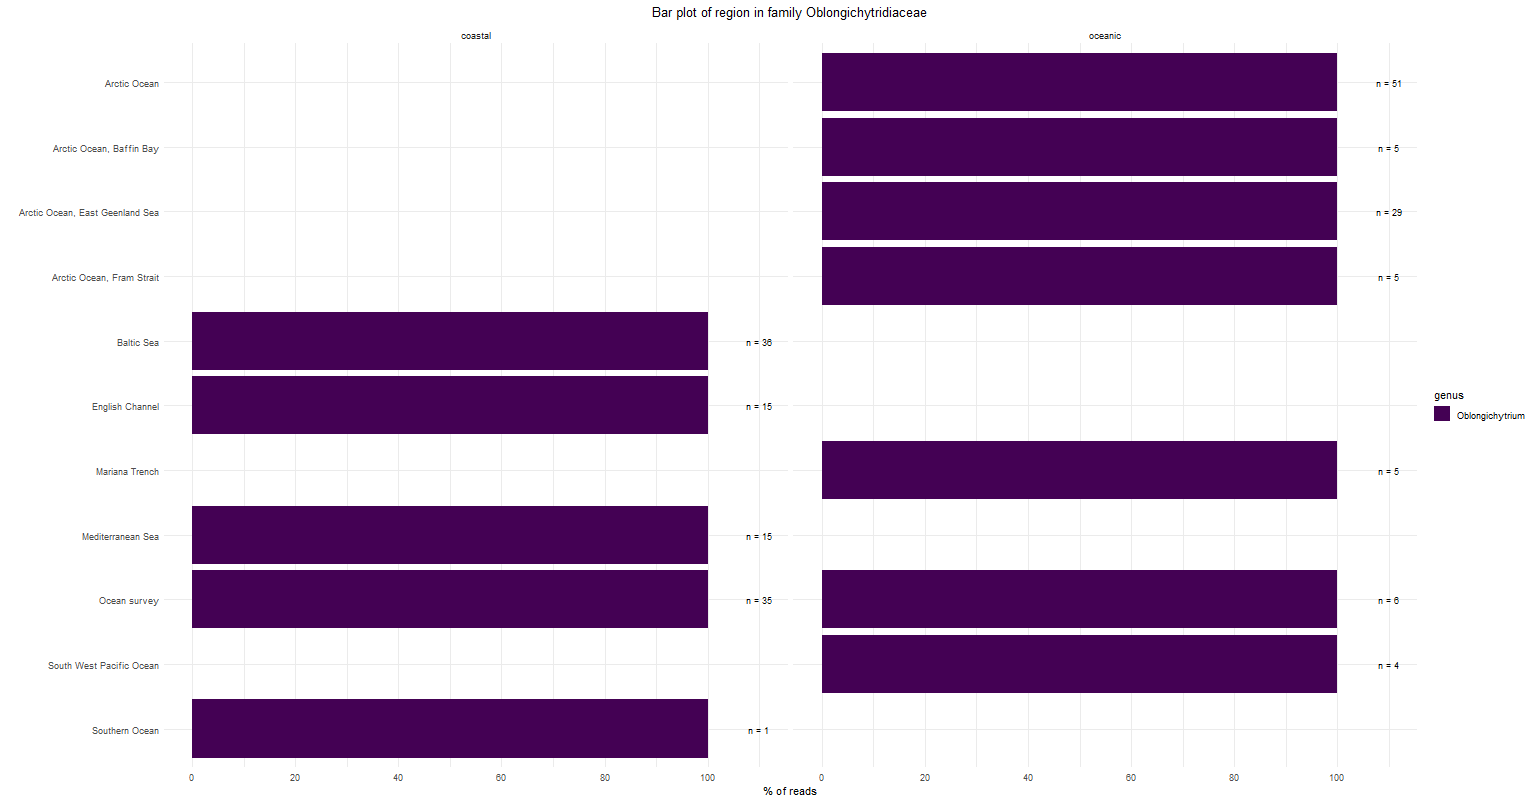 Bar plot of region in family Oblongichytridiaceae
coastal
oceanic
Arctic Ocean
n = 51
Arctic Ocean, Baffin Bay
n = 5
Arctic Ocean, East Geenland Sea
n = 29
Arctic Ocean, Fram Strait
n = 5
Baltic Sea
n = 36
English Channel
n = 15
Mariana Trench
n = 5
Mediterranean Sea
n = 15
Ocean survey
n = 35
n = 6
South West Pacific Ocean
n = 4
Southern Ocean
n = 1
0 20 40 60 80 100
0 20 40 60 80 100
% of reads
genus
Oblongichytrium